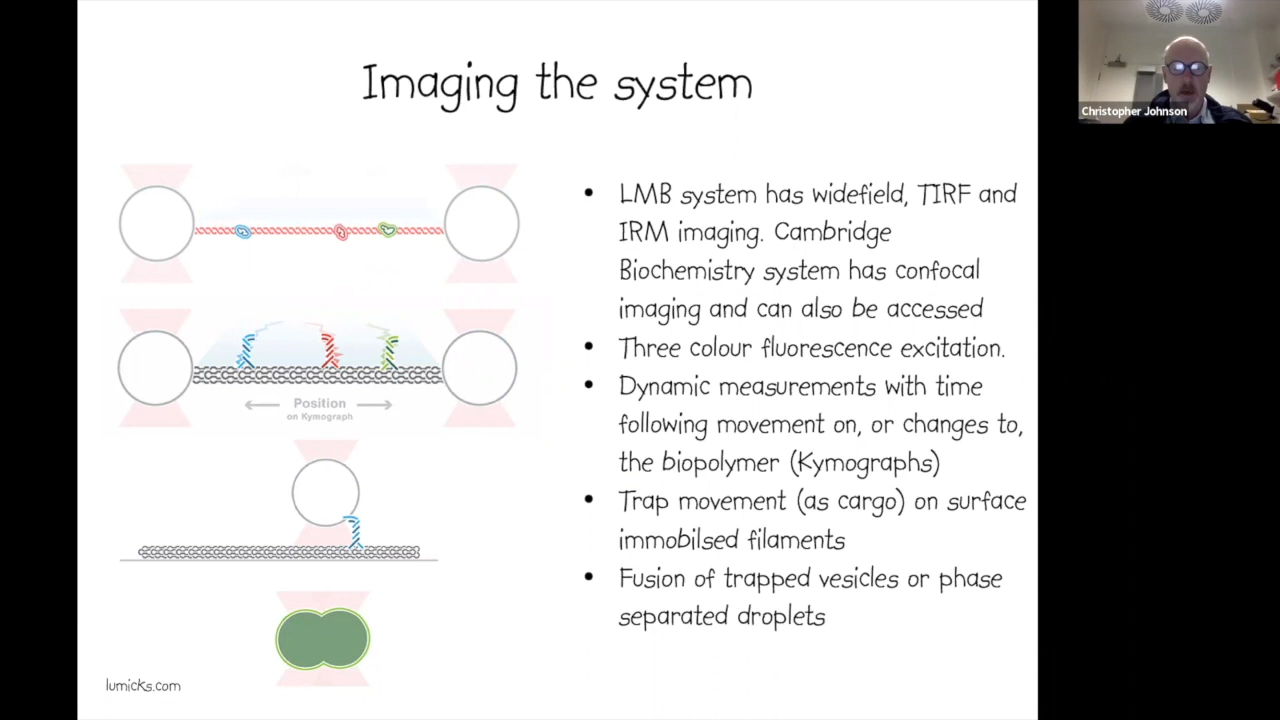 Imaging the system
Position
on Kymograph
lumicks.com
• LMB system has widefield, TIRF and
IRM imaging. Cambridge
Biochemistry system has confocal
imaging and can also be accessed
• Three colour fluorescence excitation.
• Dynamic measurements with time
following movement on, or changes to,
the biopolymer (Kymographs)
• Trap movement (as cargo) on surface
immobilsed filaments
• Fusion of trapped vesicles or phase
separated droplets
Christopher Johnson